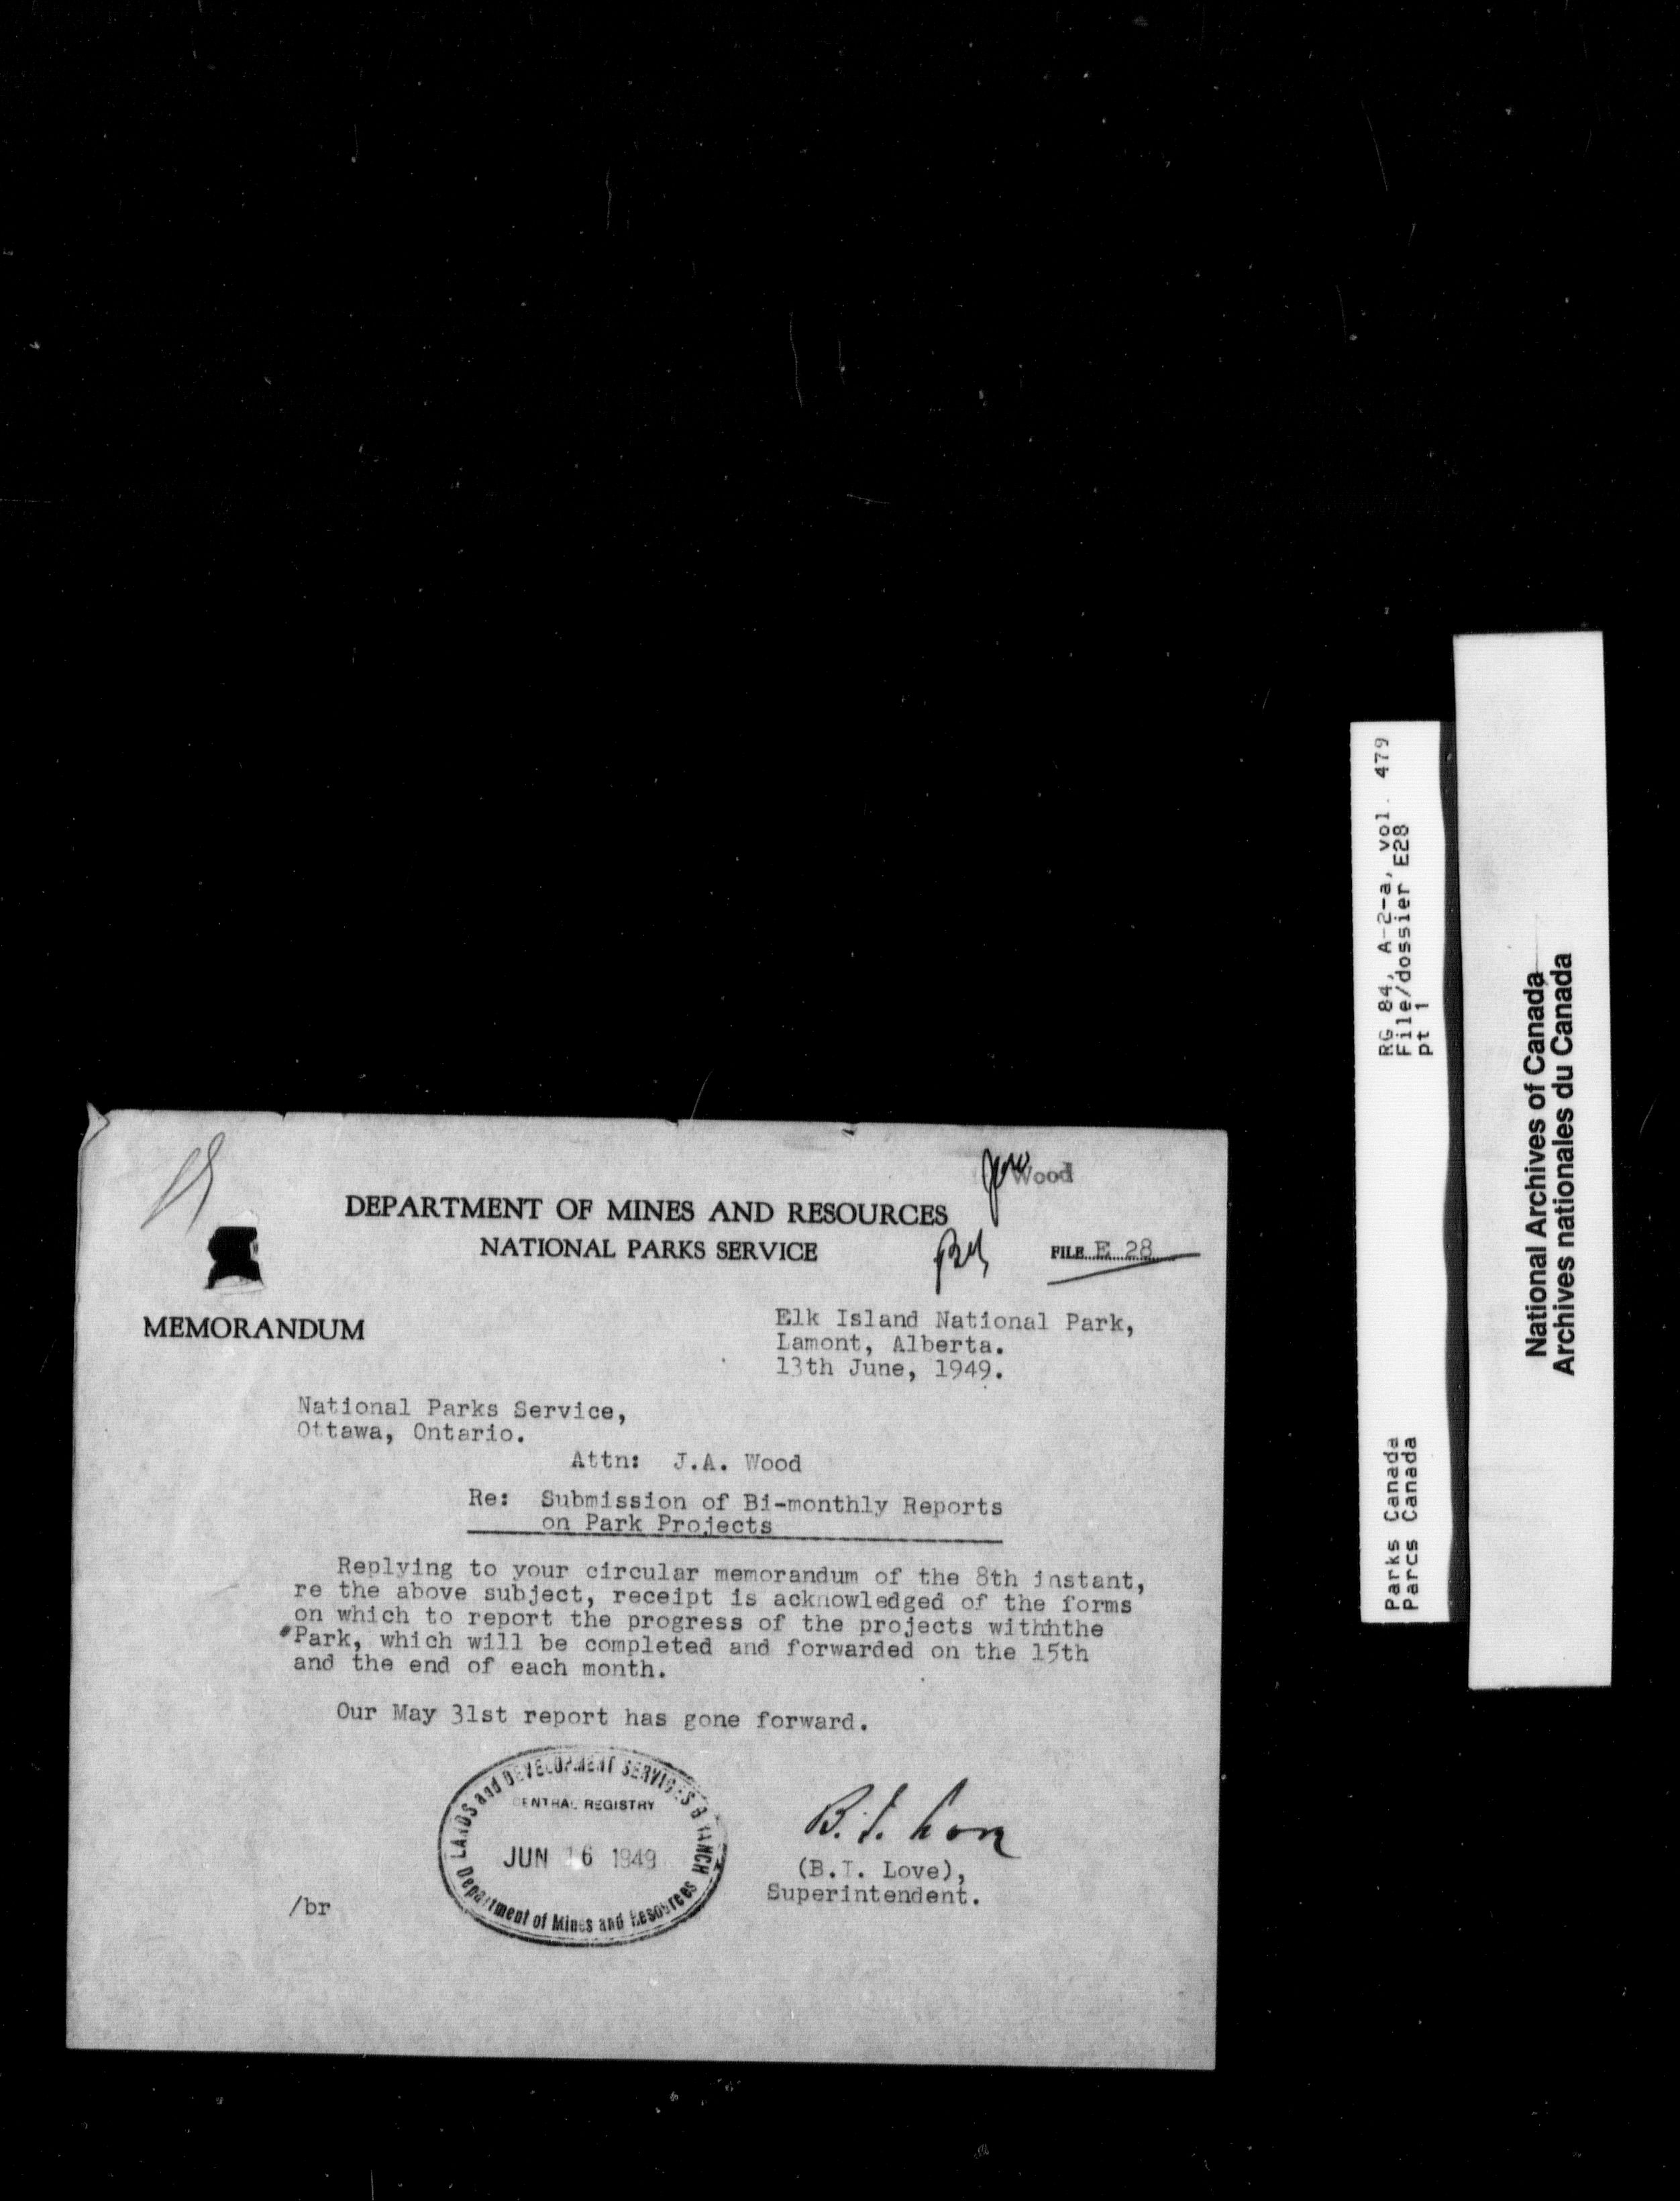 Wood
DEPARTMENT OF MINES AND RESOURCES
NATIONAL PARKS SERVICE
FILE E 28
MEMORANDUM
Elk Island National Park,
Lamont, Alberta.
13th June, 1949.
National Parks Service,
Ottawa, Ontario.
Attn: J.A. Wood
Re: Submission of Bi-monthly Reports
on Park Projects
Replying to your circular memorandum of the 8th instant,
re the above subject, receipt is acknowledged of the forms
on which to report the progress of the projects withhthe
Park, which will be completed and forwarded on the 15th
and the end of each month.
Our May 31st report has gone forward.
LANDS and DEVELOPMENT SERVICES BRANCH
CENTRAL REGISTRY
JUN 16 1949
Department of Mines and Resources
B.I. Love
(B.I. Love),
Superintendent.
/br
RG 84, A-2-a, vol. 479
File/dossier E28
pt 1
Parks Canada
Parcs Canada
National Archives of Canada
Archives nationales du Canada